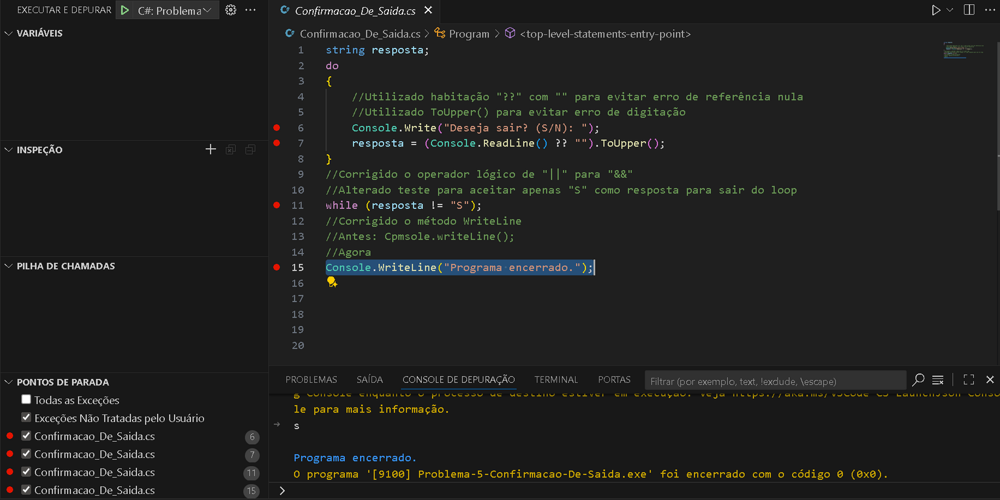 EXECUTAR E DEPURAR C#: Problema
VARIÁVEIS
INSPEÇÃO
PILHA DE CHAMADAS
PONTOS DE PARADA
Todas as Exceções
Exceções Não Tratadas pelo Usuário
Confirmacao_De_Saida.cs 6
Confirmacao_De_Saida.cs 7
Confirmacao_De_Saida.cs 11
Confirmacao_De_Saida.cs 15
Confirmacao_De_Saida.cs
Confirmacao_De_Saida.cs > Program > <top-level-statements-entry-point>
1 string resposta;
2 do
3 {
4 //Utilizado habitação "??" com "" para evitar erro de referência nula
5 //Utilizado ToUpper() para evitar erro de digitação
6 Console.Write("Deseja sair? (S/N): ");
7 resposta = (Console.ReadLine() ?? "").ToUpper();
8 }
9 //Corrigido o operador lógico de "||" para "&&"
10 //Alterado teste para aceitar apenas "S" como resposta para sair do loop
11 while (resposta != "S");
12 //Corrigido o método WriteLine
13 //Antes: Cpmsole.writeLine();
14 //Agora
15 Console.WriteLine("Programa encerrado.");
16
17
18
19
20
PROBLEMAS SAÍDA CONSOLE DE DEPURAÇÃO TERMINAL PORTAS Filtrar (por exemplo, text, !exclude, \escape)
g Console enquanto o processo de destino estiver em execução. Veja https://aka.ms/VSCode-CS-LaunchJson-Conso
le para mais informação.
s
Programa encerrado.
O programa '[9100] Problema-5-Confirmacao-De-Saida.exe' foi encerrado com o código 0 (0x0).